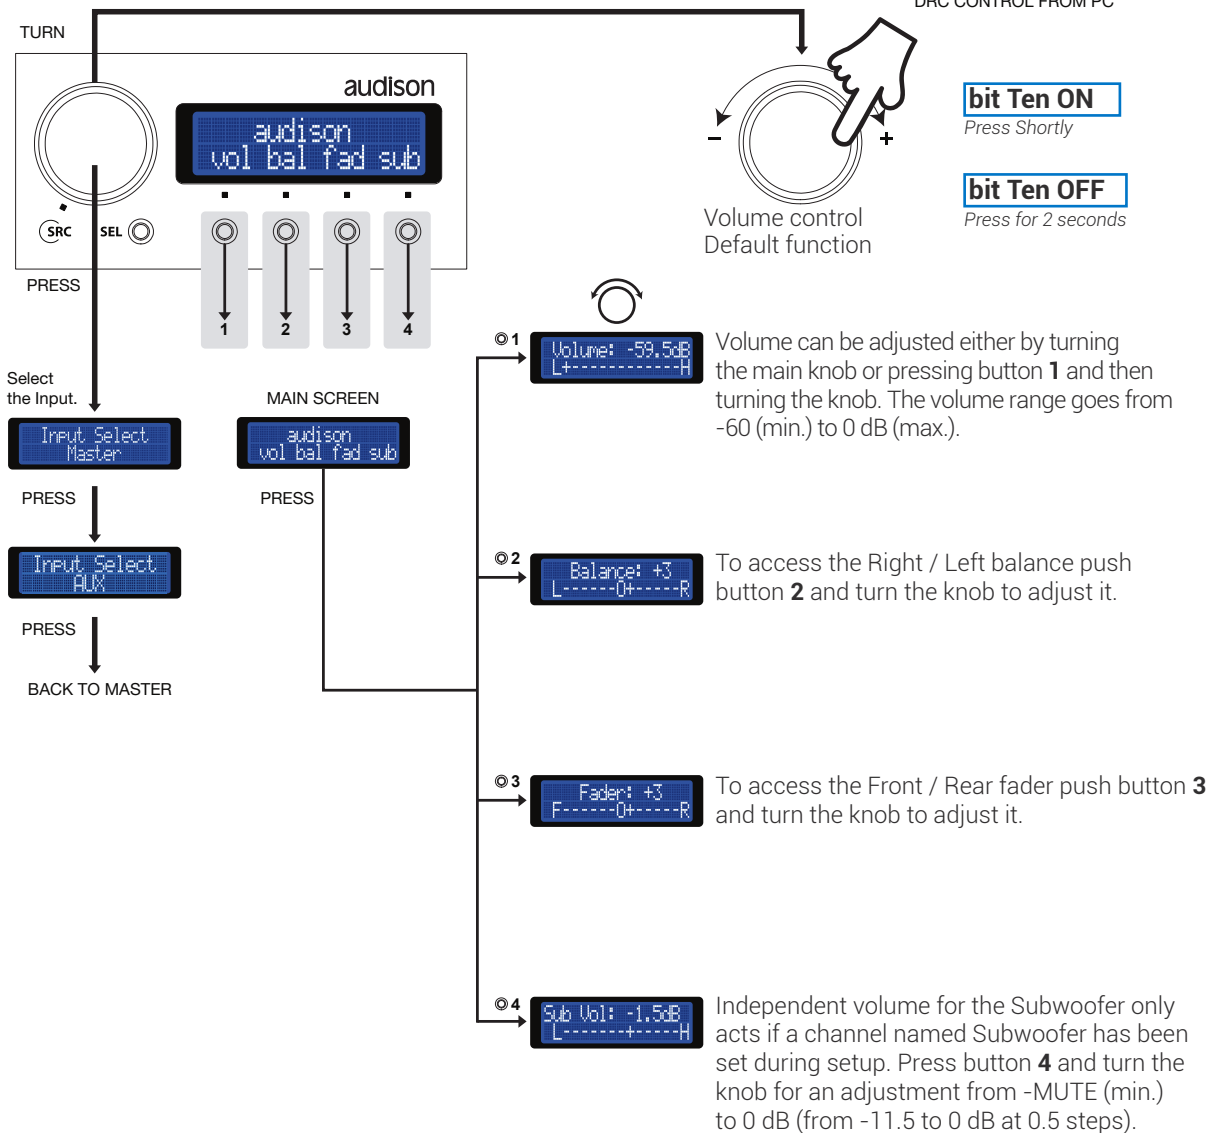 DRC CONTROL FROM PC
TURN
audison
audison
vol bal fad sub
SRC
SEL
PRESS
1
2
3
4
-
+
Volume control
Default function
bit Ten ON
Press Shortly
bit Ten OFF
Press for 2 seconds
Select
the Input.
Input Select
Master
PRESS
Input Select
AUX
PRESS
BACK TO MASTER
MAIN SCREEN
audison
vol bal fad sub
PRESS
1
Volume: -59.5dB
L+------------H
Volume can be adjusted either by turning
the main knob or pressing button 1 and then
turning the knob. The volume range goes from
-60 (min.) to 0 dB (max.).
2
Balance: +3
L------0+-----R
To access the Right / Left balance push
button 2 and turn the knob to adjust it.
3
Fader: +3
F------0+-----R
To access the Front / Rear fader push button 3
and turn the knob to adjust it.
4
Sub Vol: -1.5dB
L-------+-----H
Independent volume for the Subwoofer only
acts if a channel named Subwoofer has been
set during setup. Press button 4 and turn the
knob for an adjustment from -MUTE (min.)
to 0 dB (from -11.5 to 0 dB at 0.5 steps).